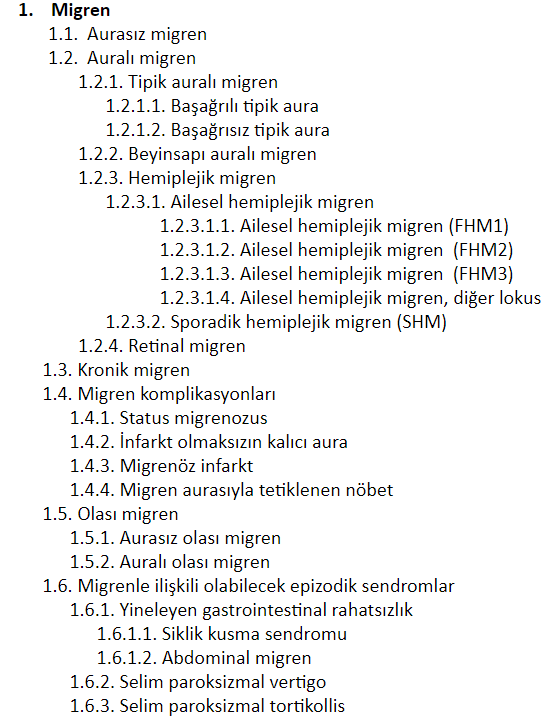 1. Migren
1.1. Aurasız migren
1.2. Auralı migren
1.2.1. Tipik auralı migren
1.2.1.1. Başağrılı tipik aura
1.2.1.2. Başağrısız tipik aura
1.2.2. Beyinsapı auralı migren
1.2.3. Hemiplejik migren
1.2.3.1. Ailesel hemiplejik migren
1.2.3.1.1. Ailesel hemiplejik migren (FHM1)
1.2.3.1.2. Ailesel hemiplejik migren (FHM2)
1.2.3.1.3. Ailesel hemiplejik migren (FHM3)
1.2.3.1.4. Ailesel hemiplejik migren, diğer lokus
1.2.3.2. Sporadik hemiplejik migren (SHM)
1.2.4. Retinal migren
1.3. Kronik migren
1.4. Migren komplikasyonları
1.4.1. Status migrenozus
1.4.2. İnfarkt olmaksızın kalıcı aura
1.4.3. Migrenöz infarkt
1.4.4. Migren aurasıyla tetiklenen nöbet
1.5. Olası migren
1.5.1. Aurasız olası migren
1.5.2. Auralı olası migren
1.6. Migrenle ilişkili olabilecek epizodik sendromlar
1.6.1. Yineleyen gastrointestinal rahatsızlık
1.6.1.1. Siklik kusma sendromu
1.6.1.2. Abdominal migren
1.6.2. Selim paroksizmal vertigo
1.6.3. Selim paroksizmal tortikollis